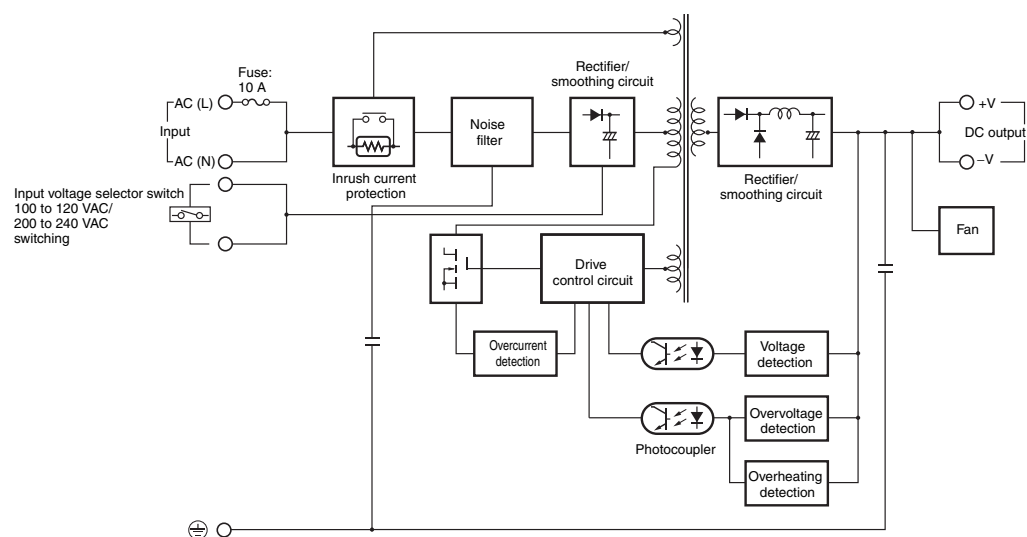 Fuse:
10 A
AC (L)
Input
AC (N)
Input voltage selector switch
100 to 120 VAC/
200 to 240 VAC
switching
Inrush current
protection
Noise
filter
Rectifier/
smoothing circuit
Rectifier/
smoothing circuit
+V
DC output
−V
Fan
Drive
control circuit
Overcurrent
detection
Voltage
detection
Overvoltage
detection
Photocoupler
Overheating
detection